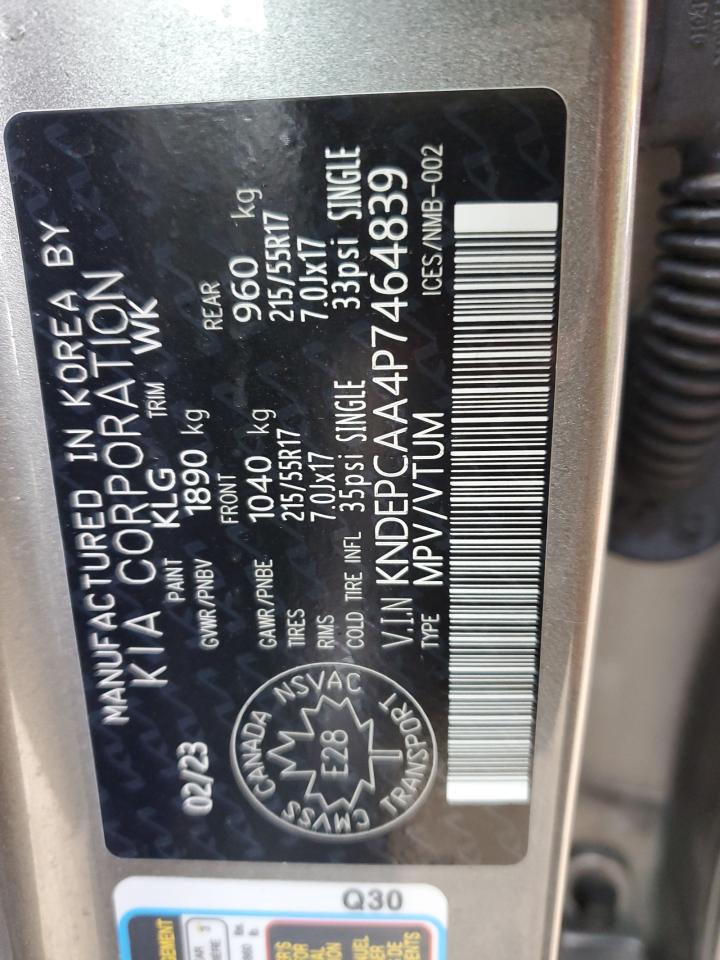 MANUFACTURED IN KOREA BY
KIA CORPORATION
02/23
PAINT KLG TRIM WK
GVWR/PNBV 1890 kg
FRONT REAR
GAWR/PNBE 1040 kg 960 kg
TIRES 215/55R17 215/55R17
RIMS 7.0Jx17 7.0Jx17
COLD TIRE INFL 35psi SINGLE 33psi SINGLE
V.I.N KNDEPCAA4P7464839
TYPE MPV/VTUM ICES/NMB-002
CANADA
NSVAC
TRANSPORT
CMVSS
E28
Q30